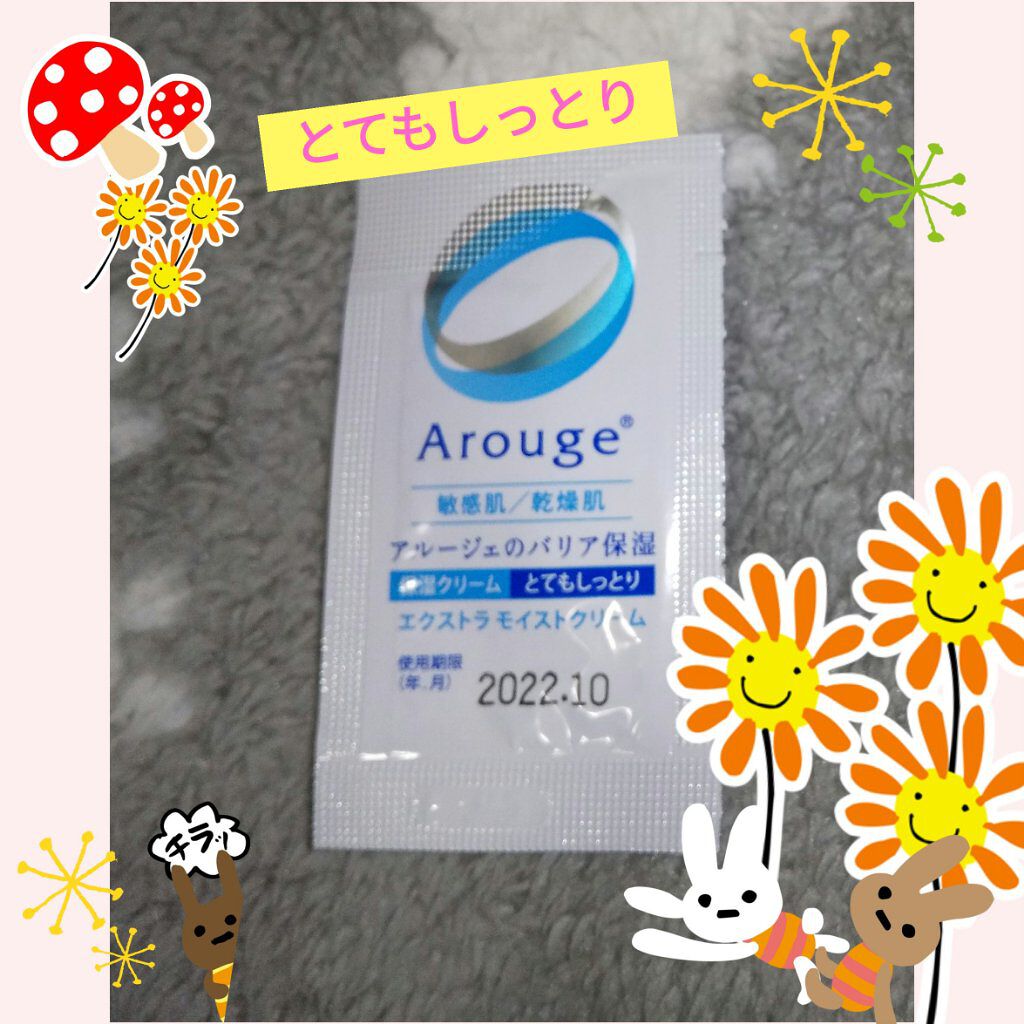 とてもしっとり
Arouge®
敏感肌／乾燥肌
アルージェのバリア保湿
保湿クリーム とてもしっとり
エクストラ モイストクリーム
使用期限
(年.月) 2022.10
チラッ